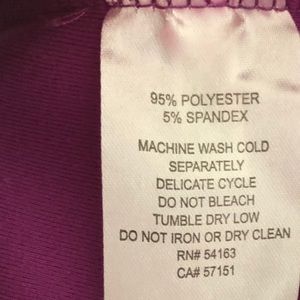 95% POLYESTER
5% SPANDEX
MACHINE WASH COLD
SEPARATELY
DELICATE CYCLE
DO NOT BLEACH
TUMBLE DRY LOW
DO NOT IRON OR DRY CLEAN
RN# 54163
CA# 57151